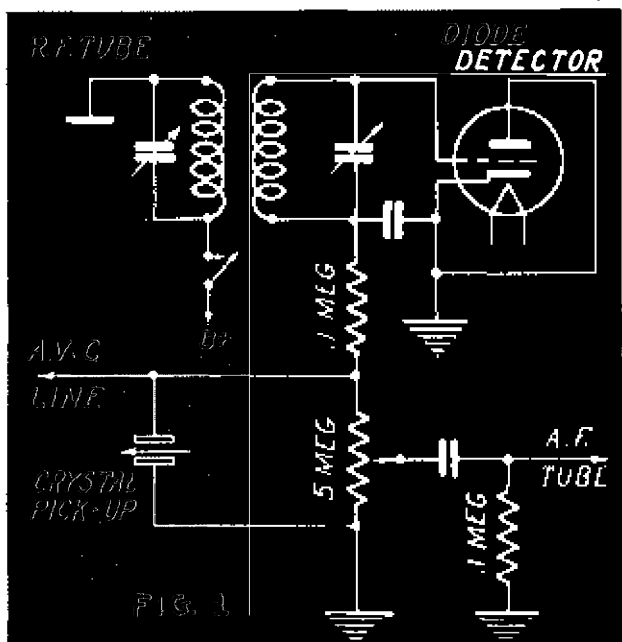 R.F. TUBE
DIODE
DETECTOR
.1 MEG
B+
A.V.C
LINE
5 MEG
A.F.
TUBE
CRYSTAL
PICK-UP
.1 MEG
FIG. 1